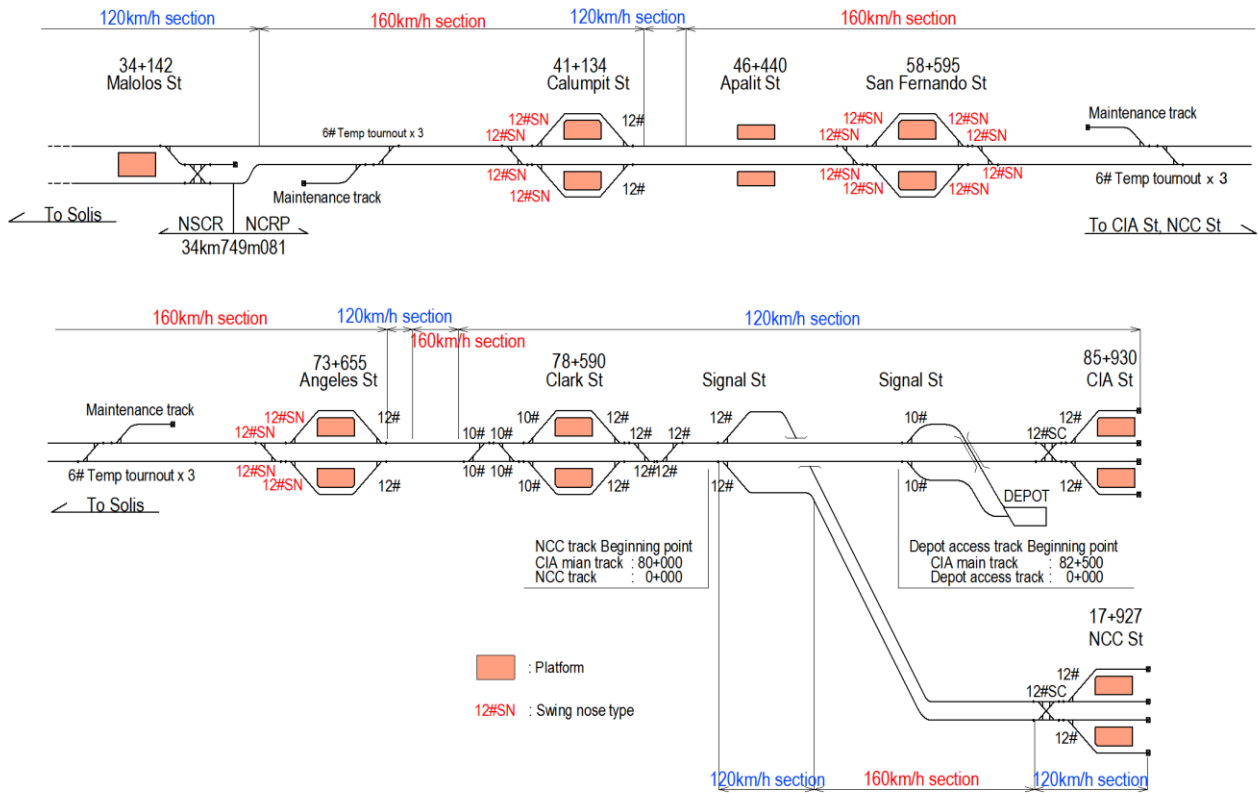 120km/h section
160km/h section
120km/h section
160km/h section
34+142
Malolos St
41+134
Calumpit St
46+440
Apalit St
58+595
San Fernando St
6# Temp tournout x 3
12#SN
12#SN
12#
12#SN
12#SN
12#SN
12#SN
12#SN
Maintenance track
12#SN
12#SN
12#
12#SN
12#SN
12#SN
12#SN
Maintenance track
6# Temp tournout x 3
To Solis
NSCR
NCRP
34km749m081
To CIA St, NCC St
160km/h section
120km/h section
160km/h section
120km/h section
73+655
Angeles St
78+590
Clark St
Signal St
Signal St
85+930
CIA St
Maintenance track
12#SN
12#SN
12#
10#
10#
10#
12#
12#
12#
12#
10#
12#SC
12#
6# Temp tournout x 3
12#SN
12#SN
12#
10#
10#
10#
12#
12#
12#
12#
10#
12#
To Solis
DEPOT
NCC track Beginning point
CIA mian track : 80+000
NCC track : 0+000
Depot access track Beginning point
CIA main track : 82+500
Depot access track : 0+000
17+927
NCC St
: Platform
12#SN : Swing nose type
12#SC
12#
12#
120km/h section
160km/h section
120km/h section